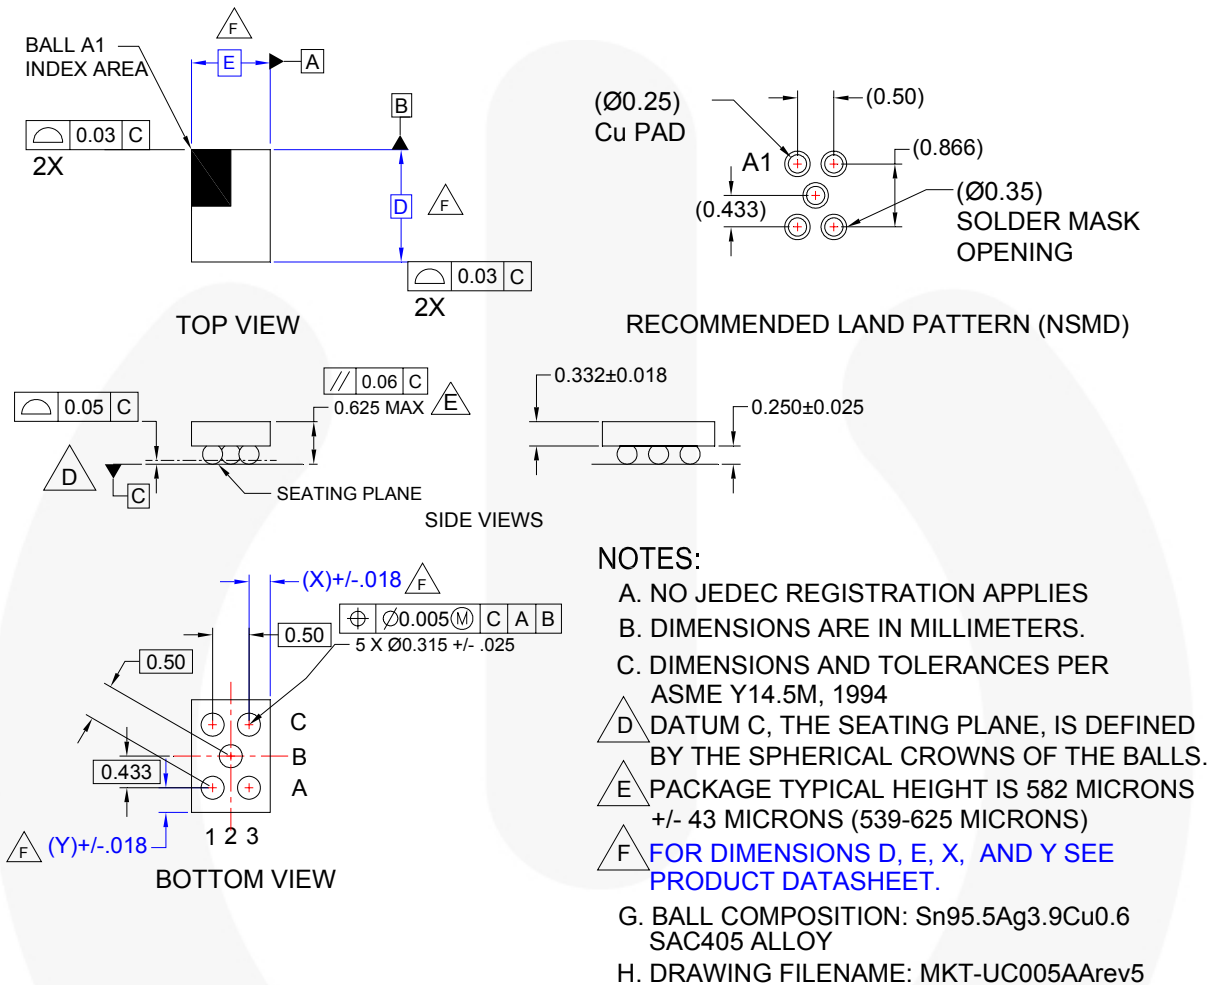 F
BALL A1
INDEX AREA
E
A
B
0.03 C
2X
D
F
0.03 C
2X
TOP VIEW
(Ø0.25)
Cu PAD
(0.50)
A1
(0.866)
(0.433)
(Ø0.35)
SOLDER MASK
OPENING
RECOMMENDED LAND PATTERN (NSMD)
0.05 C
// 0.06 C
0.625 MAX E
D
C
SEATING PLANE
0.332±0.018
0.250±0.025
SIDE VIEWS
(X)+/-.018 F
Ø0.005 M C A B
5 X Ø0.315 +/- .025
0.50
0.50
0.433
C
B
A
F (Y)+/-.018
1 2 3
BOTTOM VIEW
NOTES:
A. NO JEDEC REGISTRATION APPLIES
B. DIMENSIONS ARE IN MILLIMETERS.
C. DIMENSIONS AND TOLERANCES PER
ASME Y14.5M, 1994
D DATUM C, THE SEATING PLANE, IS DEFINED
BY THE SPHERICAL CROWNS OF THE BALLS.
E PACKAGE TYPICAL HEIGHT IS 582 MICRONS
+/- 43 MICRONS (539-625 MICRONS)
F FOR DIMENSIONS D, E, X, AND Y SEE
PRODUCT DATASHEET.
G. BALL COMPOSITION: Sn95.5Ag3.9Cu0.6
SAC405 ALLOY
H. DRAWING FILENAME: MKT-UC005AArev5